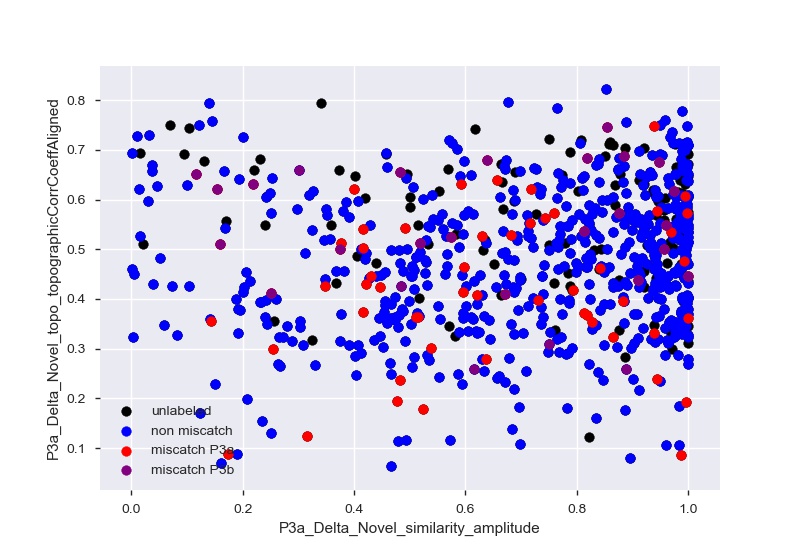 P3a_Delta_Novel_topo_topographicCorrCoeffAligned
0.8
0.7
0.6
0.5
0.4
0.3
0.2
0.1
unlabeled
non miscatch
miscatch P3a
miscatch P3b
0.0 0.2 0.4 0.6 0.8 1.0
P3a_Delta_Novel_similarity_amplitude